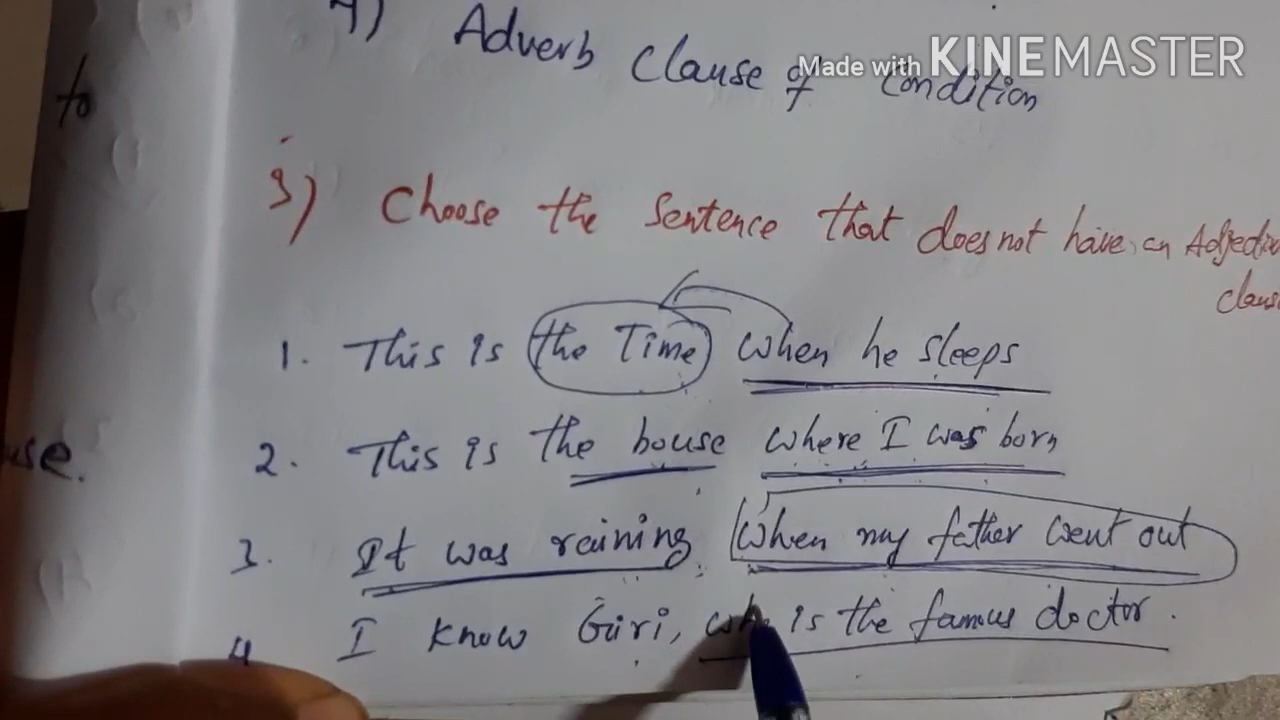 4) Adverb Clause of Condition
Made with KINEMASTER
to
3) Choose the Sentence that does not have an Adjective
clause
1. This is the Time when he sleeps
2. This is the house where I was born
use.
3. It was raining when my father went out
4 I know Giri, who is the famous doctor.